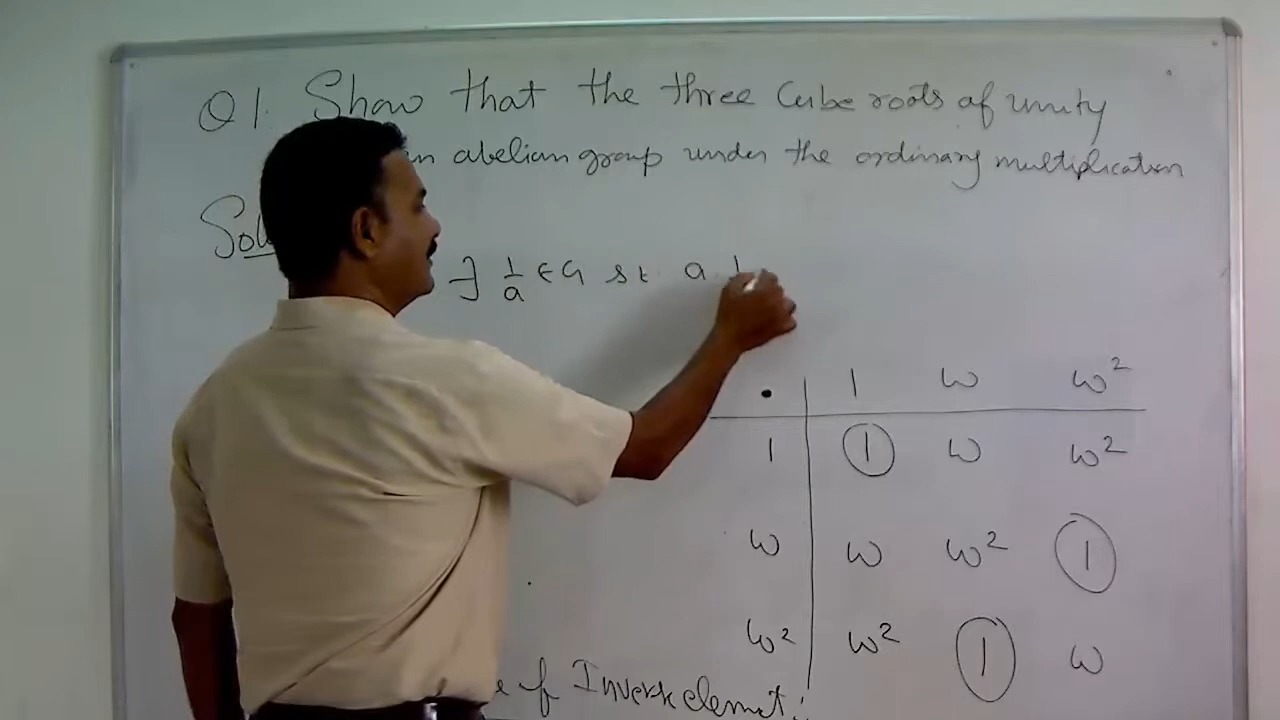 Q1. Show that the three Cube roots of unity
an abelian group under the ordinary multiplication
Sol
∃ 1/a ∈ G s t. a. 1
• 1 ω ω²
1 1 ω ω²
ω ω ω² 1
ω² ω² 1 ω
of Inverse element :